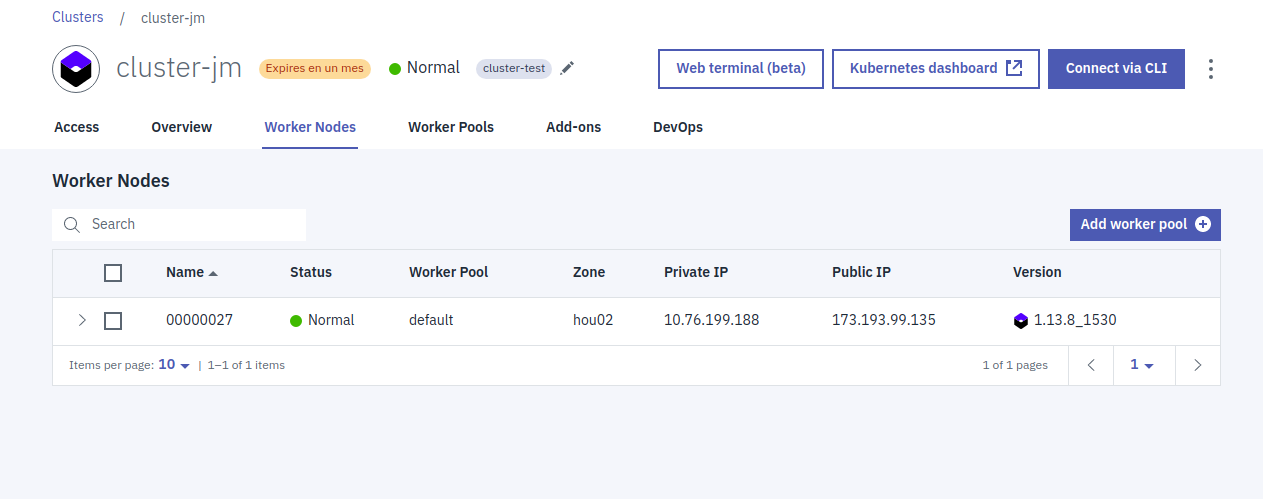 Clusters / cluster-jm
cluster-jm Expires en un mes Normal cluster-test Web terminal (beta) Kubernetes dashboard Connect via CLI
Access Overview Worker Nodes Worker Pools Add-ons DevOps
Worker Nodes
Search Add worker pool
Name Status Worker Pool Zone Private IP Public IP Version
00000027 Normal default hou02 10.76.199.188 173.193.99.135 1.13.8_1530
Items per page: 10 | 1–1 of 1 items 1 of 1 pages 1